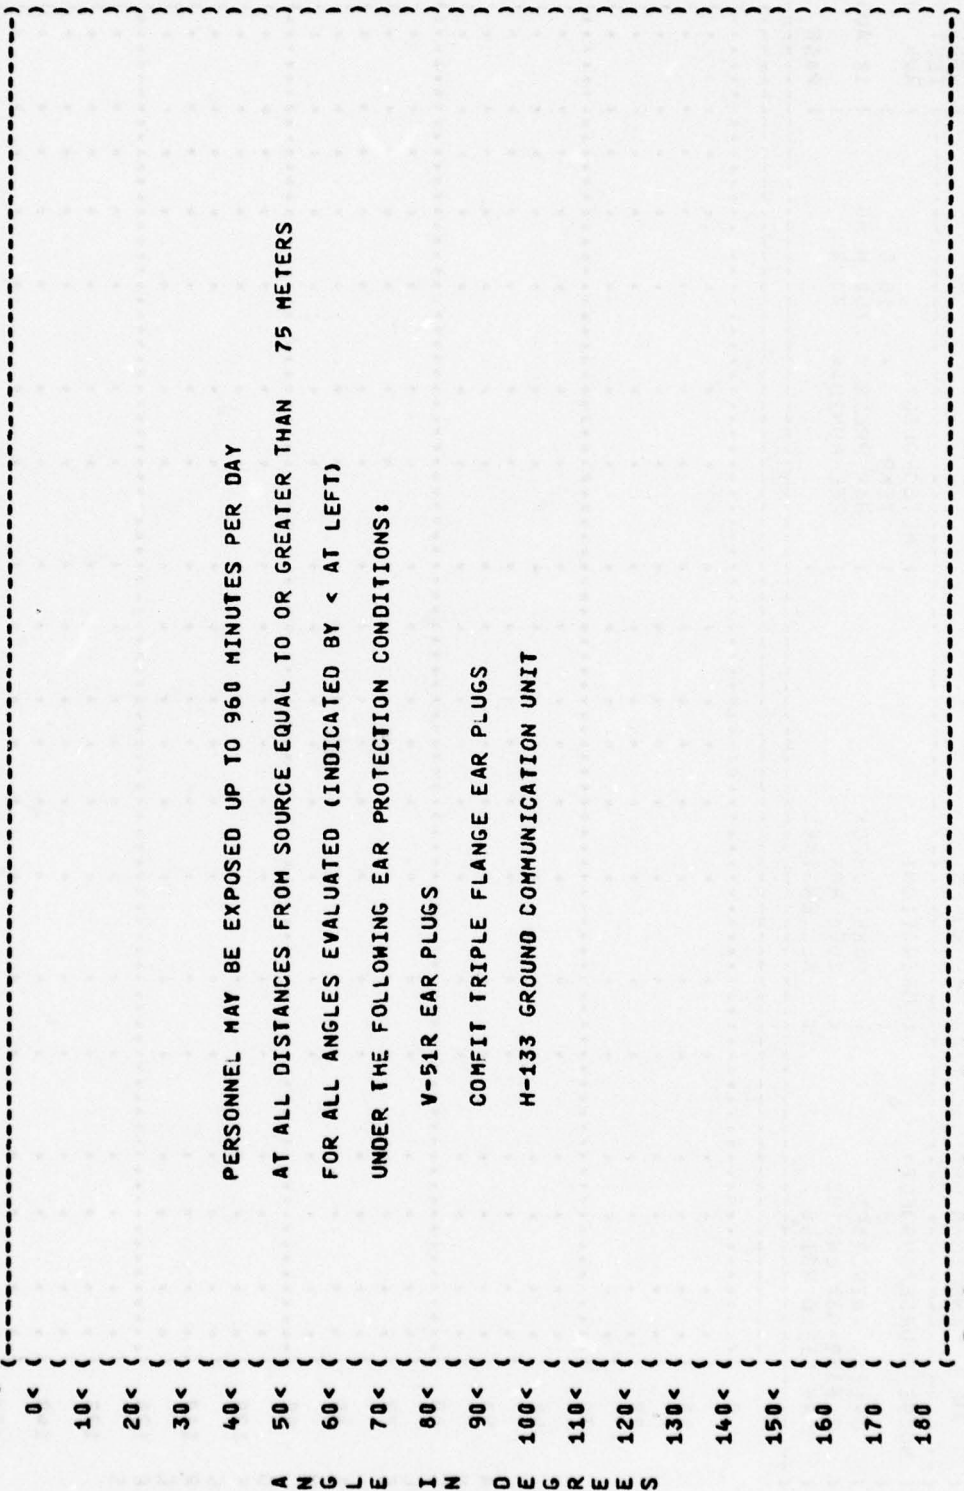 0<
10<
20<
30<
40<
50<
60<
70<
80<
90<
100<
110<
120<
130<
140<
150<
160
170
180
ANGLE IN DEGREES
PERSONNEL MAY BE EXPOSED UP TO 960 MINUTES PER DAY
AT ALL DISTANCES FROM SOURCE EQUAL TO OR GREATER THAN 75 METERS
FOR ALL ANGLES EVALUATED (INDICATED BY < AT LEFT)
UNDER THE FOLLOWING EAR PROTECTION CONDITIONS:
V-51R EAR PLUGS
COMFIT TRIPLE FLANGE EAR PLUGS
H-133 GROUND COMMUNICATION UNIT